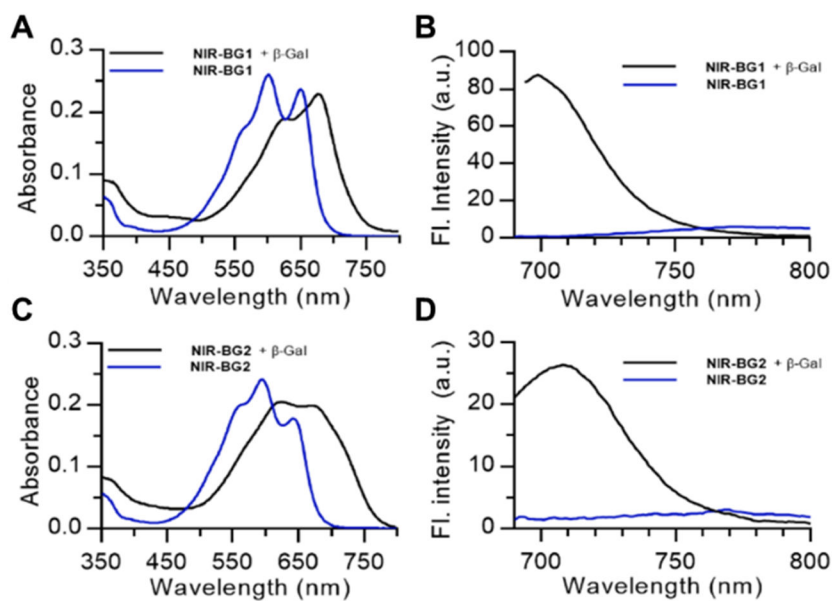 A
0.3
0.2
0.1
0.0
Absorbance
NIR-BG1 + β-Gal
NIR-BG1
350 450 550 650 750
Wavelength (nm)
B
100
80
60
40
20
0
Fl. Intensity (a.u.)
NIR-BG1 + β-Gal
NIR-BG1
700 750 800
Wavelength (nm)
C
0.3
0.2
0.1
0.0
Absorbance
NIR-BG2 + β-Gal
NIR-BG2
350 450 550 650 750
Wavelength (nm)
D
30
20
10
0
Fl. intensity (a.u.)
NIR-BG2 + β-Gal
NIR-BG2
700 750 800
Wavelength (nm)